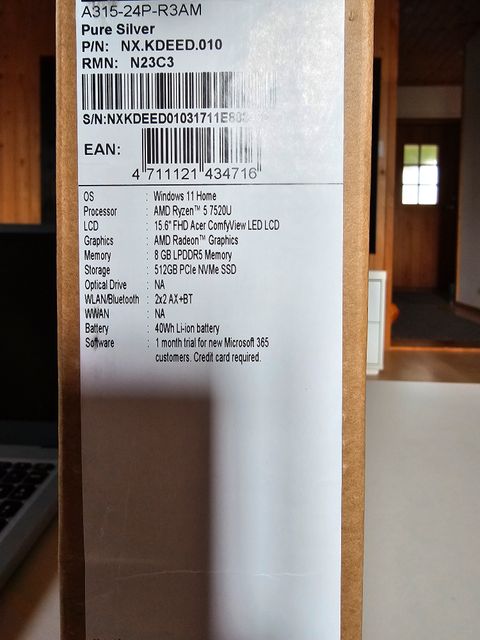 A315-24P-R3AM
Pure Silver
P/N: NX.KDEED.010
RMN: N23C3
EAN:
4 711121 434716
OS : Windows 11 Home
Processor : AMD Ryzen™ 5 7520U
LCD : 15.6" FHD Acer ComfyView LED LCD
Graphics : AMD Radeon™ Graphics
Memory : 8 GB LPDDR5 Memory
Storage : 512GB PCIe NVMe SSD
Optical Drive : NA
WLAN/Bluetooth : 2x2 AX+BT
WWAN : NA
Battery : 40Wh Li-ion battery
Software : 1 month trial for new Microsoft 365
customers. Credit card required.